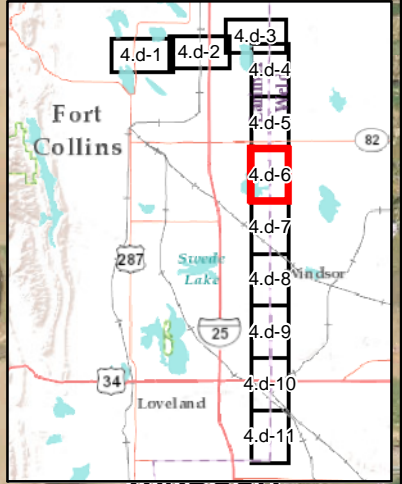 4.d-1
4.d-2
4.d-3
4.d-4
4.d-5
Fort
Collins
82
4.d-6
4.d-7
287
Swede
Lake
4.d-8
Windsor
25
4.d-9
34
4.d-10
Loveland
4.d-11